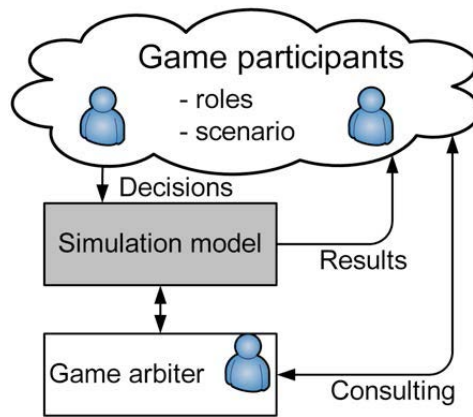 Game participants
- roles
- scenario
Decisions
Simulation model
Results
Game arbiter
Consulting